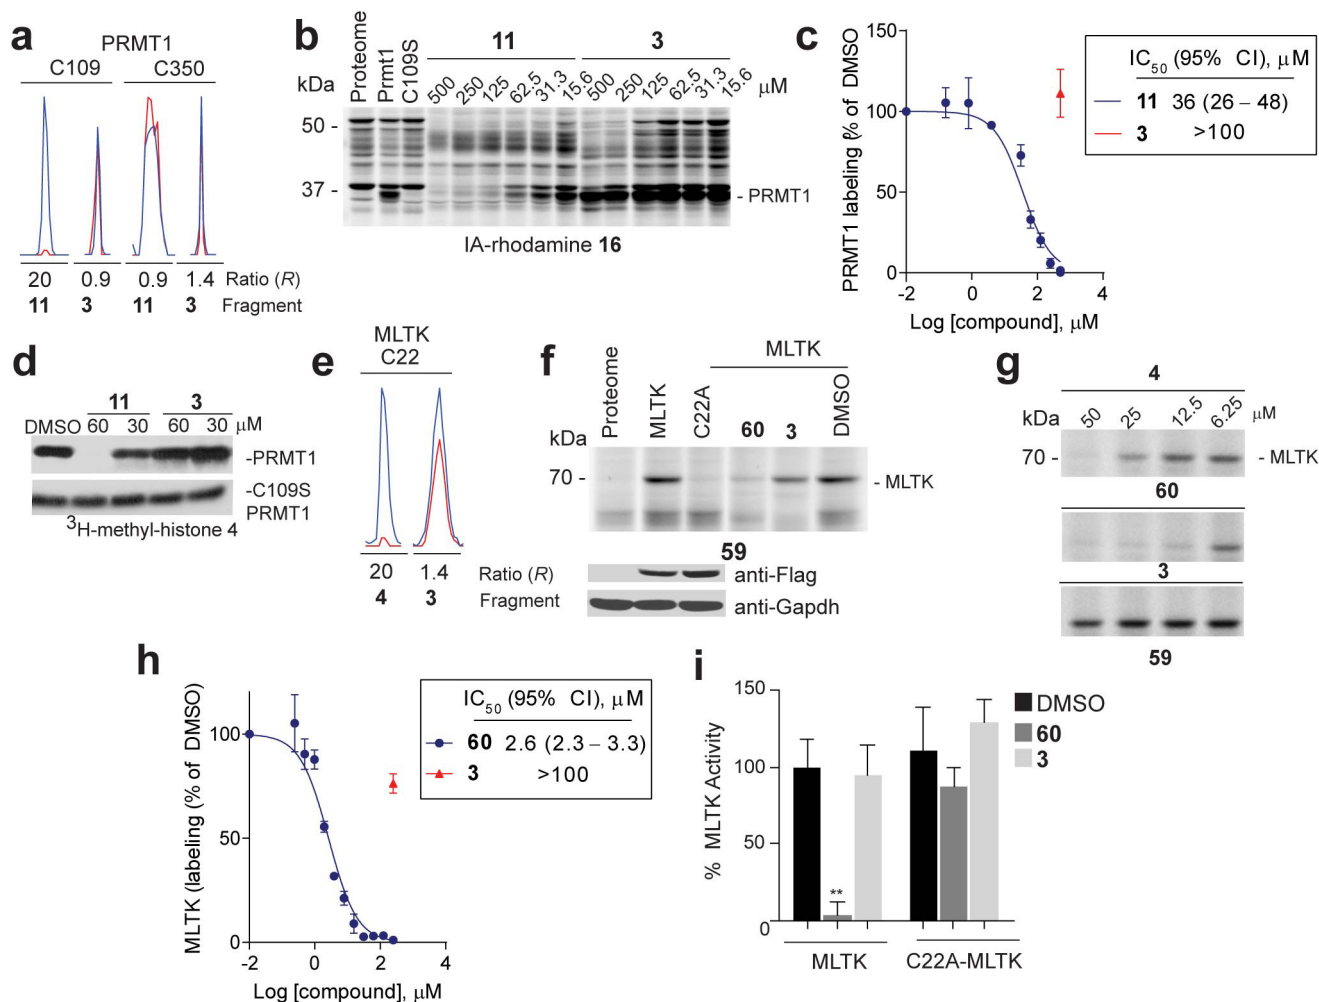 a
PRMT1
C109 C350
20 0.9 0.9 1.4 Ratio (R)
11 3 11 3 Fragment
b
kDa
Proteome
Prmt1
C109S
11 3
500 250 125 62.5 31.3 15.6 500 250 125 62.5 31.3 15.6 μM
50 -
37 -
- PRMT1
IA-rhodamine 16
c
PRMT1 labeling (% of DMSO
150
100
50
0
-2 0 2 4
Log [compound], μM
IC50 (95% CI), μM
11 36 (26 – 48)
3 >100
d
11 3
DMSO 60 30 60 30 μM
-PRMT1
-C109S
PRMT1
3H-methyl-histone 4
e
MLTK
C22
20 1.4 Ratio (R)
4 3 Fragment
f
MLTK
kDa
Proteome
MLTK
C22A
60 3 DMSO
70 -
- MLTK
59
anti-Flag
anti-Gapdh
g
4
kDa 50 25 12.5 6.25 μM
70 - - MLTK
60
3
59
h
MLTK (labeling (% of DMSO)
100
50
0
-2 0 2 4
Log [compound], μM
IC50 (95% CI), μM
60 2.6 (2.3 – 3.3)
3 >100
i
% MLTK Activity
150
100
50
0
**
DMSO
60
3
MLTK C22A-MLTK